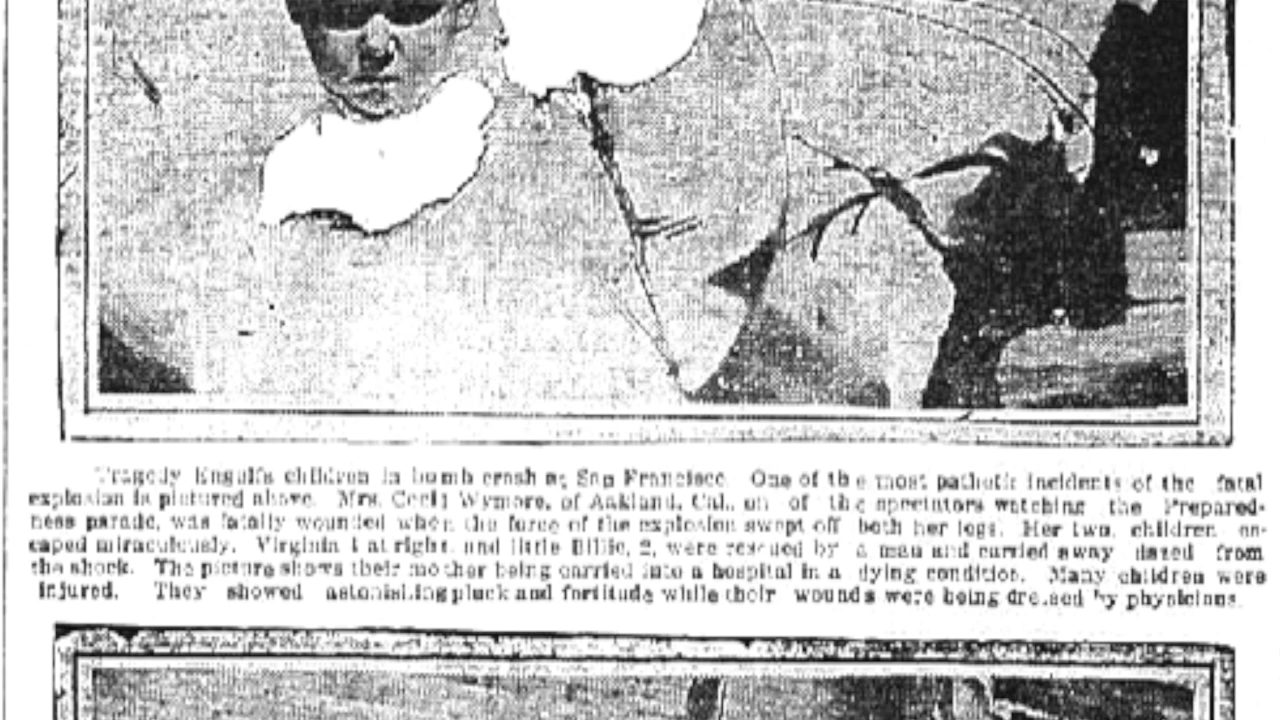 Tragedy Engulfs children in bomb crash at San Francisco. One of the most pathetic incidents of the fatal
explosion is pictured above. Mrs. Cecil Wymore, of Aakland, Cal., on of the spectators watching the Prepared-
ness parade, was fatally wounded when the force of the explosion swept off both her legs. Her two children es-
caped miraculously. Virginia at right, and little Billie, 2, were rescued by a man and carried away dazed from
the shock. The picture shows their mother being carried into a hospital in a dying condition. Many children were
injured. They showed astonishing pluck and fortitude while their wounds were being dressed by physicians.